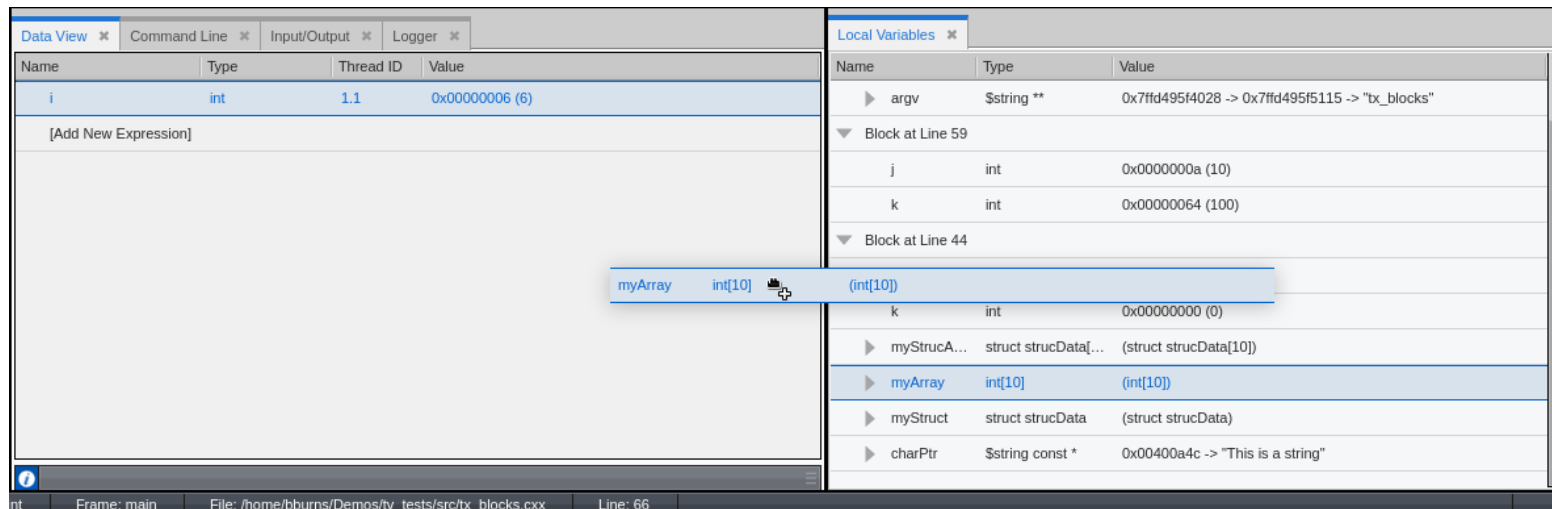 Data View Command Line Input/Output Logger
Name Type Thread ID Value
i int 1.1 0x00000006 (6)
[Add New Expression]
Local Variables
Name Type Value
argv $string ** 0x7ffd495f4028 -> 0x7ffd495f5115 -> "tx_blocks"
Block at Line 59
j int 0x0000000a (10)
k int 0x00000064 (100)
Block at Line 44
myArray int[10] (int[10])
k int 0x00000000 (0)
myStrucA... struct strucData[... (struct strucData[10])
myArray int[10] (int[10])
myStruct struct strucData (struct strucData)
charPtr $string const * 0x00400a4c -> "This is a string"
nt Frame: main File: /home/bburns/Demos/tv_tests/src/tx_blocks.cxx Line: 66